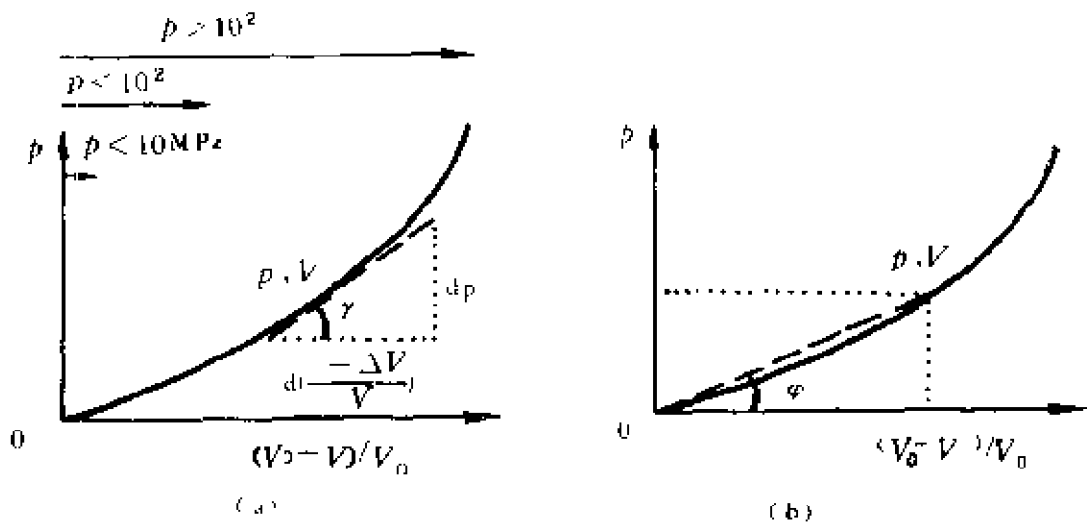 p > 10²
p < 10²
p
p < 10MPa
p , V
γ
dp
d(−ΔV/V)
0
(V₀−V)/V₀
(a)
p
p , V
φ
0
(V₀−V)/V₀
(b)